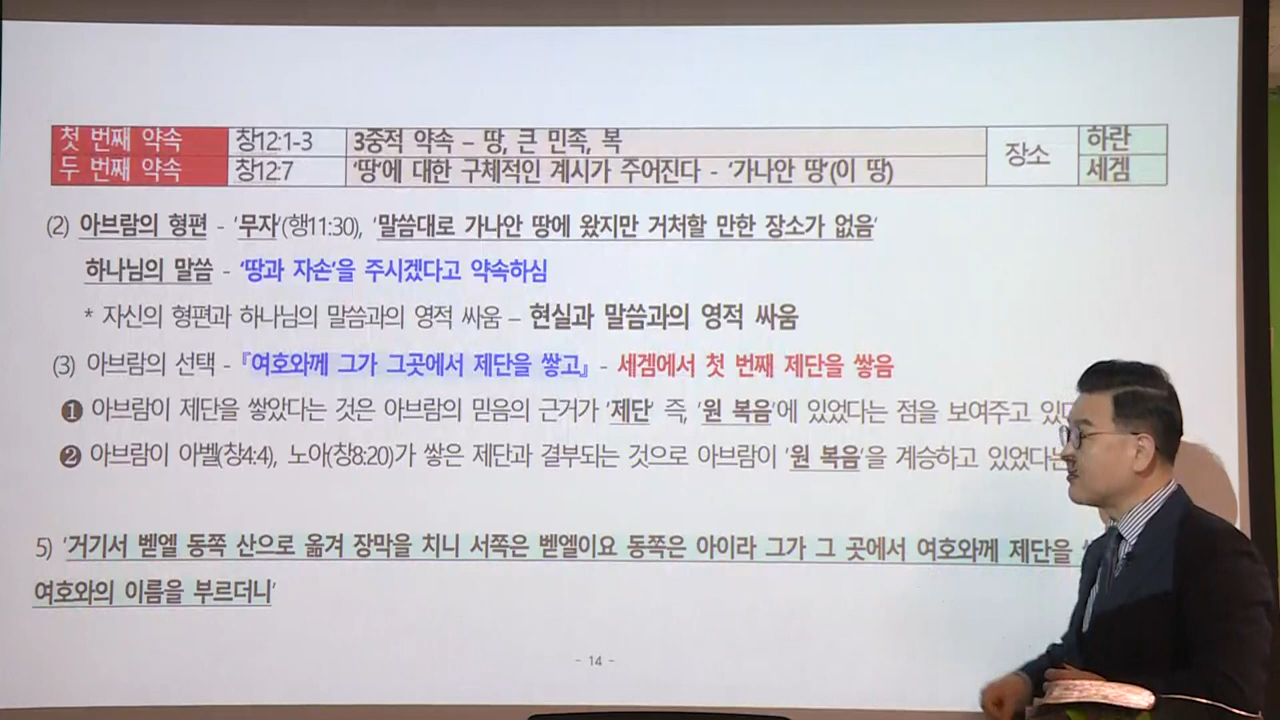 첫 번째 약속 창12:1-3 3중적 약속 – 땅, 큰 민족, 복 장소 하란
두 번째 약속 창12:7 '땅'에 대한 구체적인 계시가 주어진다 - '가나안 땅'(이 땅) 세겜
(2) 아브람의 형편 - '무자'(행11:30), '말씀대로 가나안 땅에 왔지만 거처할 만한 장소가 없음'
하나님의 말씀 - '땅과 자손'을 주시겠다고 약속하심
* 자신의 형편과 하나님의 말씀과의 영적 싸움 – 현실과 말씀과의 영적 싸움
(3) 아브람의 선택 - 『여호와께 그가 그곳에서 제단을 쌓고』 - 세겜에서 첫 번째 제단을 쌓음
❶ 아브람이 제단을 쌓았다는 것은 아브람의 믿음의 근거가 '제단' 즉, '원 복음'에 있었다는 점을 보여주고
❷ 아브람이 아벨(창4:4), 노아(창8:20)가 쌓은 제단과 결부되는 것으로 아브람이 '원 복음'을 계승하고 있었다는
5) '거기서 벧엘 동쪽 산으로 옮겨 장막을 치니 서쪽은 벧엘이요 동쪽은 아이라 그가 그 곳에서 여호와께 제단을
여호와의 이름을 부르더니'
- 14 -